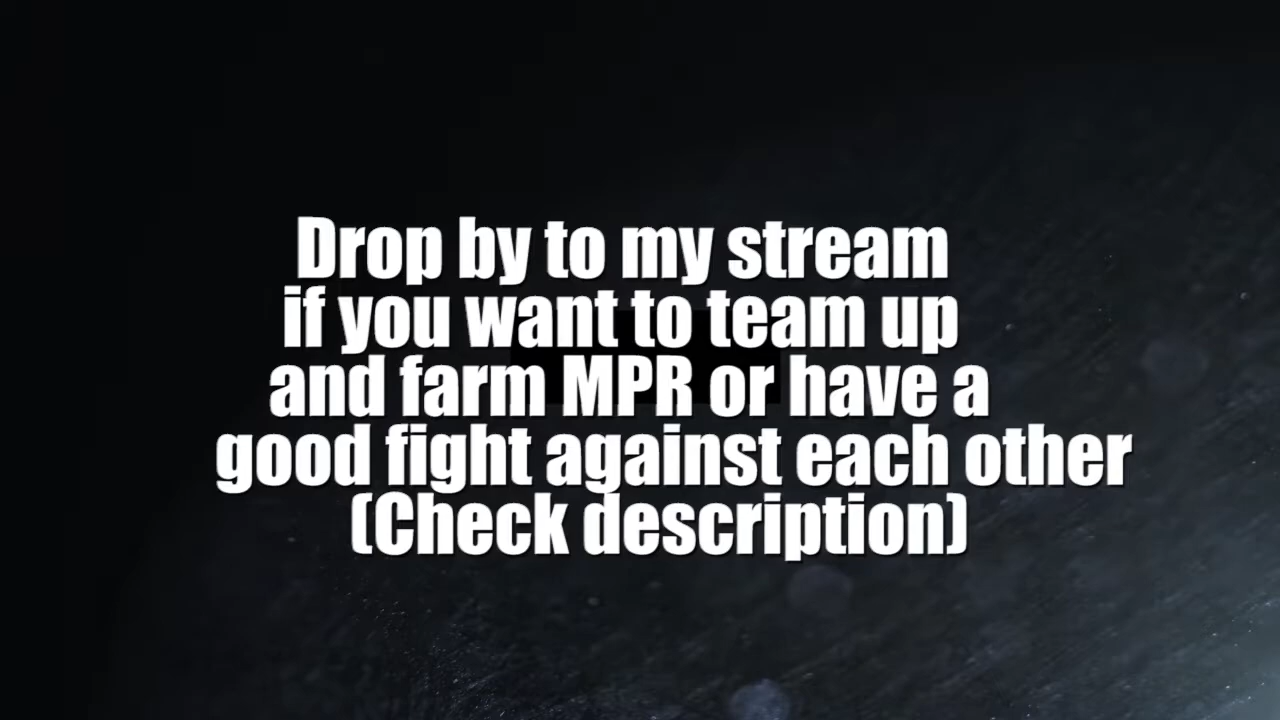 Drop by to my stream
if you want to team up
and farm MPR or have a
good fight against each other
(Check description)